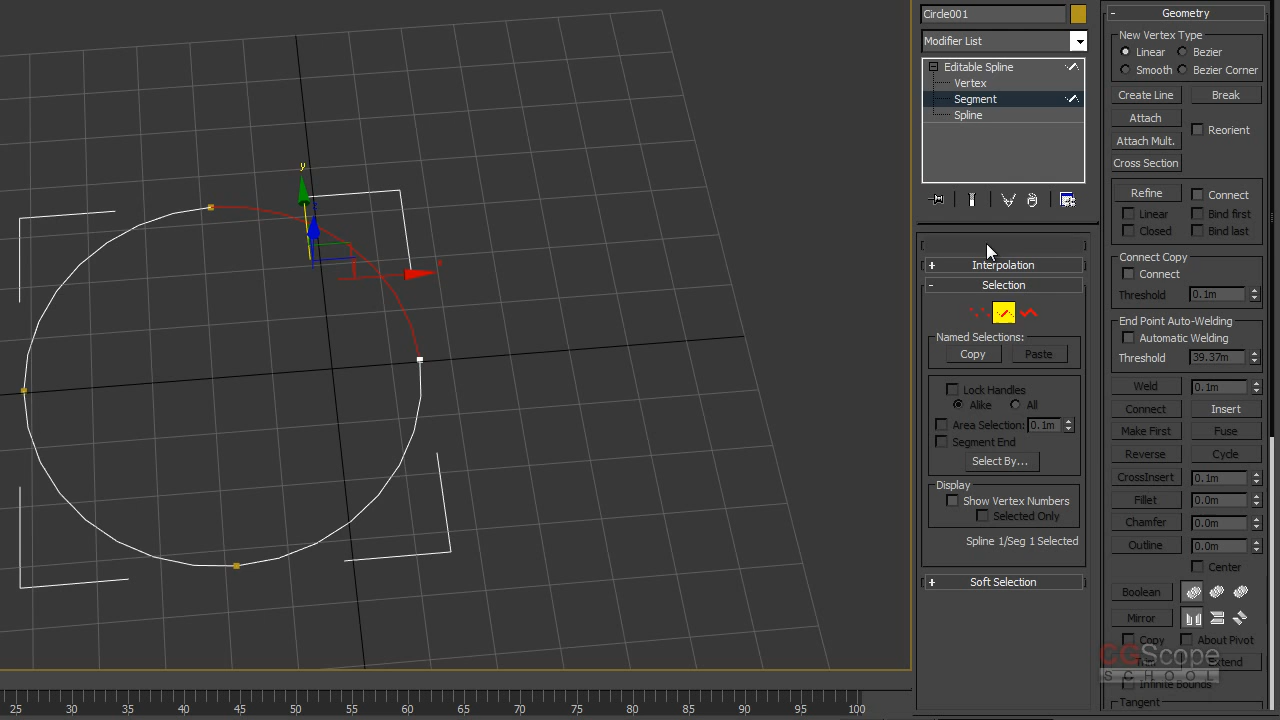 Circle001
Modifier List
Editable Spline
Vertex
Segment
Spline
Interpolation
Selection
Named Selections:
Copy Paste
Lock Handles
Alike All
Area Selection: 0.1m
Segment End
Select By...
Display
Show Vertex Numbers
Selected Only
Spline 1/Seg 1 Selected
Soft Selection
Geometry
New Vertex Type
Linear Bezier
Smooth Bezier Corner
Create Line Break
Attach
Reorient
Attach Mult.
Cross Section
Refine Connect
Linear Bind first
Closed Bind last
Connect Copy
Connect
Threshold 0.1m
End Point Auto-Welding
Automatic Welding
Threshold 39.37m
Weld 0.1m
Connect Insert
Make First Fuse
Reverse Cycle
CrossInsert 0.1m
Fillet 0.0m
Chamfer 0.0m
Outline 0.0m
Center
Boolean
Mirror
Copy About Pivot
Extend
Infinite Bounds
Tangent
CGScope
SCHOOL
y
x
25 30 35 40 45 50 55 60 65 70 75 80 85 90 95 100